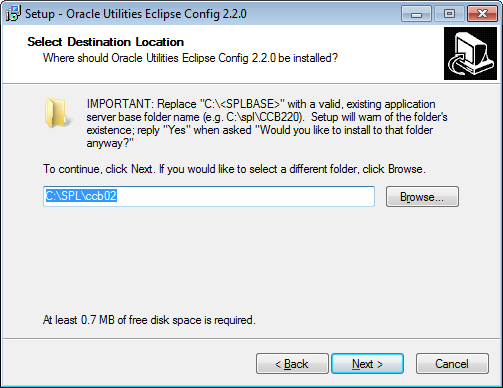 Setup - Oracle Utilities Eclipse Config 2.2.0
Select Destination Location
Where should Oracle Utilities Eclipse Config 2.2.0 be installed?
IMPORTANT: Replace "C:\<SPLBASE>" with a valid, existing application
server base folder name (e.g. C:\spl\CCB220).  Setup will warn of the folder's
existence; reply "Yes" when asked "Would you like to install to that folder
anyway?"
To continue, click Next. If you would like to select a different folder, click Browse.
C:\SPL\ccb02
Browse...
At least 0.7 MB of free disk space is required.
< Back
Next >
Cancel